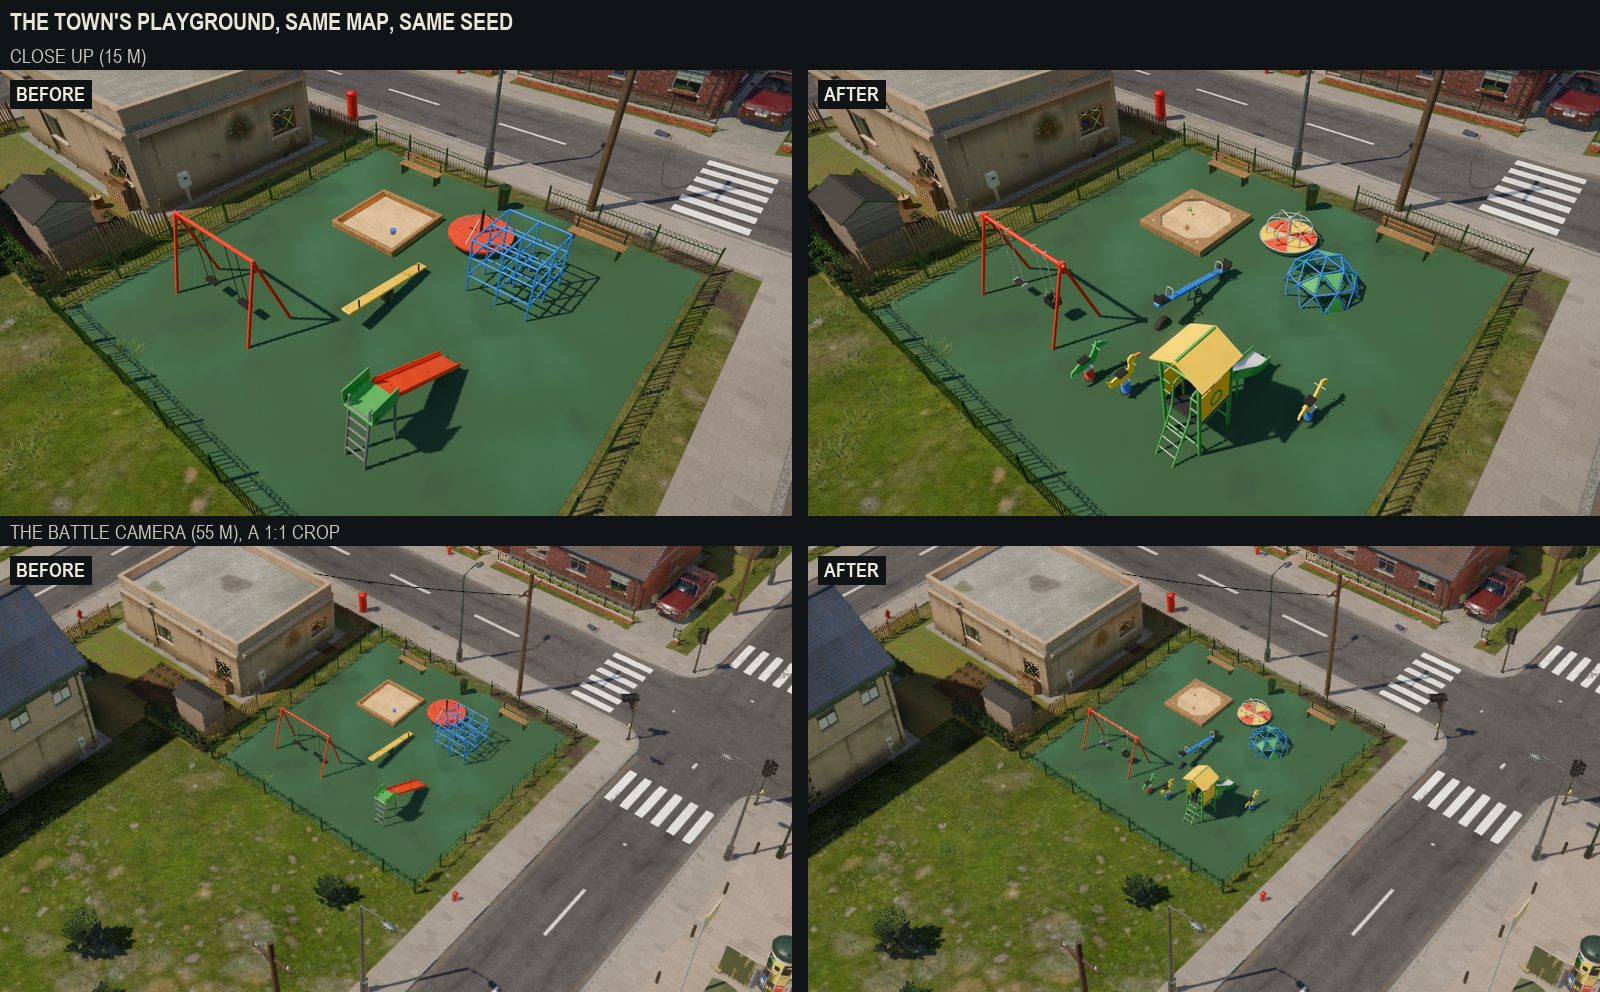 THE TOWN'S PLAYGROUND, SAME MAP, SAME SEED
CLOSE UP (15 M)
BEFORE
AFTER
THE BATTLE CAMERA (55 M), A 1:1 CROP
BEFORE
AFTER